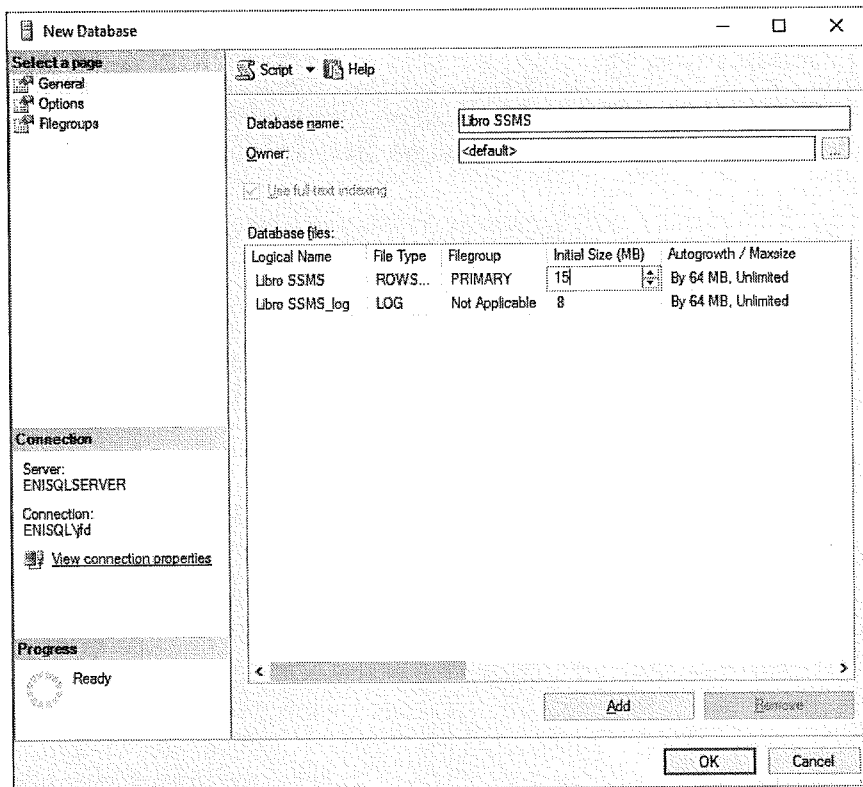 New Database
Select a page
General
Options
Filegroups
Script Help
Database name: Libro SSMS
Owner: <default> ...
Use full text indexing
Database files:
Logical Name File Type Filegroup Initial Size (MB) Autogrowth / Maxsize
Libro SSMS ROWS... PRIMARY 15 By 64 MB, Unlimited
Libro SSMS_log LOG Not Applicable 8 By 64 MB, Unlimited
Connection
Server:
ENISQLSERVER
Connection:
ENISQL\jfd
View connection properties
Progress
Ready
Add Remove
OK Cancel